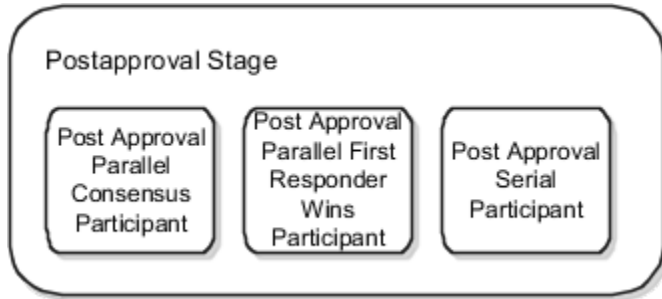 Postapproval Stage
Post Approval
Parallel
Consensus
Participant
Post Approval
Parallel First
Responder
Wins
Participant
Post Approval
Serial
Participant